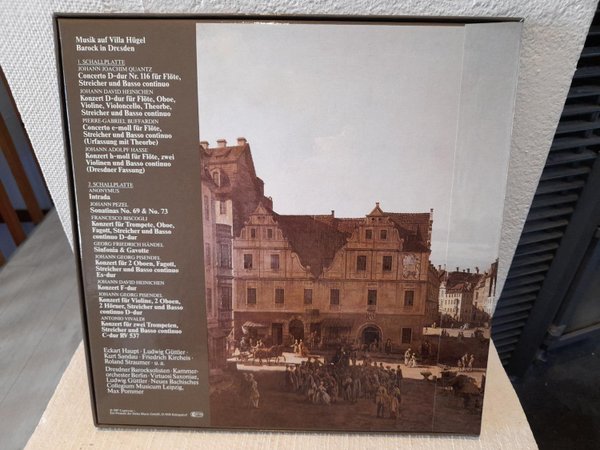 Musik auf Villa Hügel
Barock in Dresden
1. SCHALLPLATTE
JOHANN JOACHIM QUANTZ
Concerto D-dur Nr. 116 für Flöte,
Streicher und Basso continuo
JOHANN DAVID HEINICHEN
Konzert D-dur für Flöte, Oboe,
Violine, Violoncello, Theorbe,
Streicher und Basso continuo
PIERRE-GABRIEL BUFFARDIN
Concerto e-moll für Flöte,
Streicher und Basso continuo
(Urfassung mit Theorbe)
JOHANN ADOLPF HASSE
Konzert h-moll für Flöte, zwei
Violinen und Basso continuo
(Dresdner Fassung)
2. SCHALLPLATTE
ANONYMUS
Intrada
JOHANN PEZEL
Sonatinas No. 69 & No. 73
FRANCESCO BISCOGLI
Konzert für Trompete, Oboe,
Fagott, Streicher und Basso
continuo D-dur
GEORG FRIEDRICH HÄNDEL
Sinfonia & Gavotte
JOHANN GEORG PISENDEL
Konzert für 2 Oboen, Fagott,
Streicher und Basso continuo
Es-dur
JOHANN DAVID HEINICHEN
Konzert F-dur
JOHANN GEORG PISENDEL
Konzert für Violine, 2 Oboen,
2 Hörner, Streicher und Basso
continuo D-dur
ANTONIO VIVALDI
Konzert für zwei Trompeten,
Streicher und Basso continuo
C-dur RV 537
Eckart Haupt · Ludwig Güttler ·
Kurt Sandau · Friedrich Kircheis ·
Roland Straumer · u. a.
Dresdner Barocksolisten · Kammer-
orchester Berlin · Virtuosi Saxoniae,
Ludwig Güttler · Neues Bachisches
Collegium Musicum Leipzig,
Max Pommer